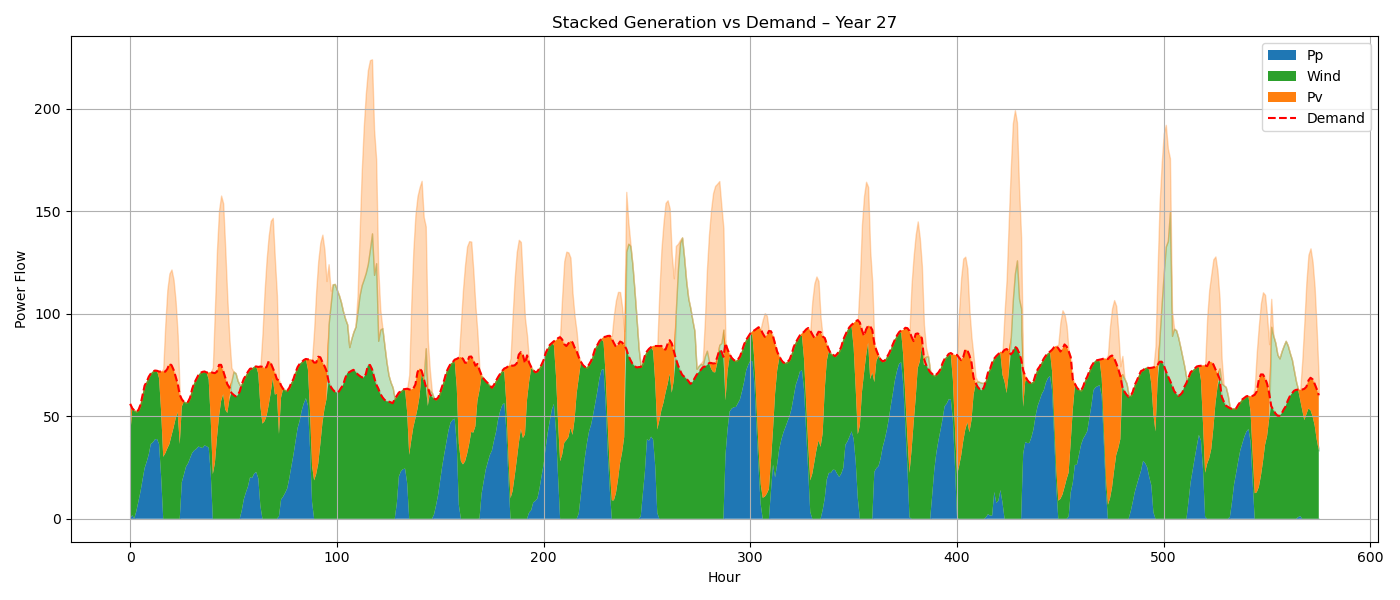 Stacked Generation vs Demand – Year 27
Pp
Wind
Pv
Demand
Power Flow
200
150
100
50
0
0 100 200 300 400 500 600
Hour